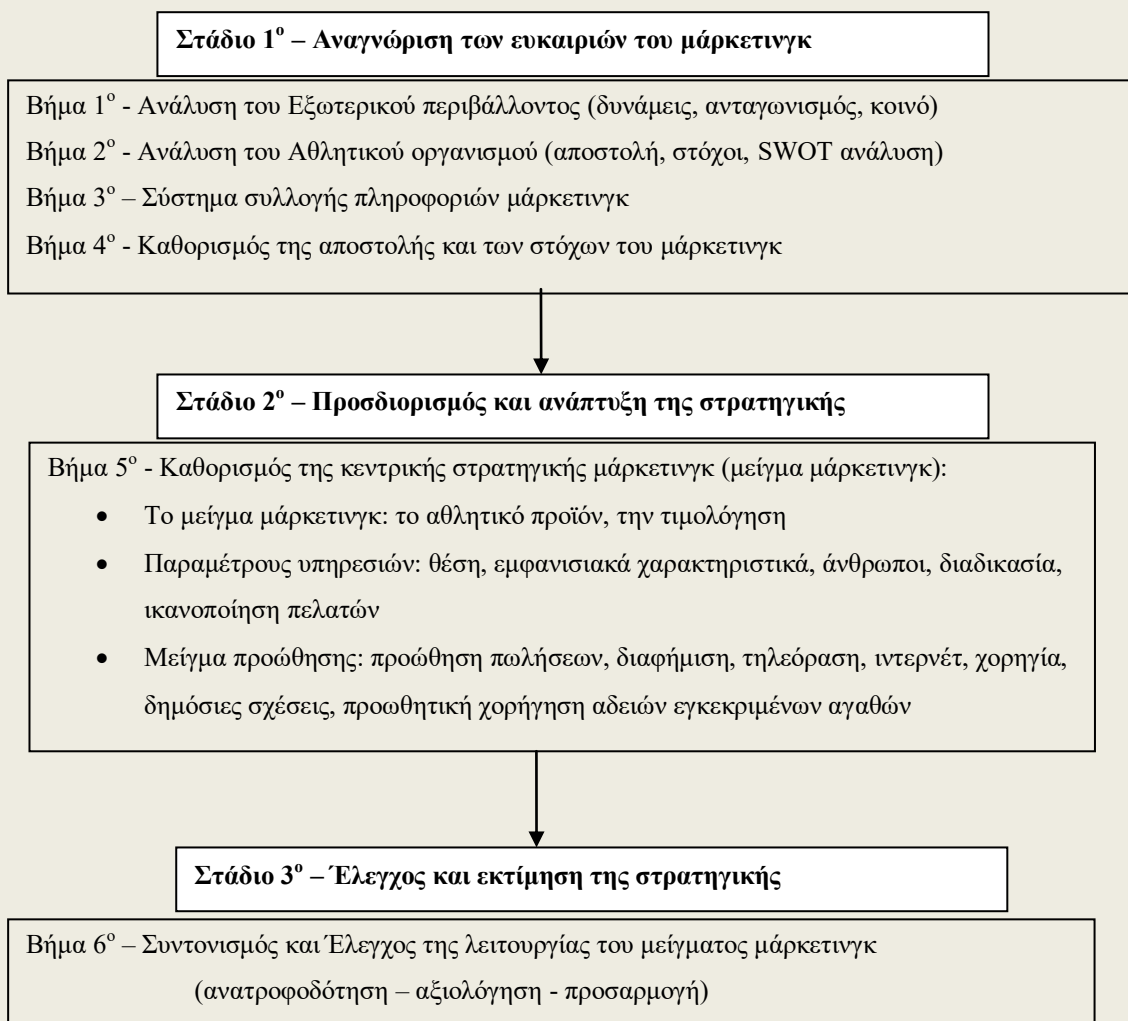 Στάδιο 1ο – Αναγνώριση των ευκαιριών του μάρκετινγκ
Βήμα 1ο - Ανάλυση του Εξωτερικού περιβάλλοντος (δυνάμεις, ανταγωνισμός, κοινό)
Βήμα 2ο - Ανάλυση του Αθλητικού οργανισμού (αποστολή, στόχοι, SWOT ανάλυση)
Βήμα 3ο – Σύστημα συλλογής πληροφοριών μάρκετινγκ
Βήμα 4ο - Καθορισμός της αποστολής και των στόχων του μάρκετινγκ
Στάδιο 2ο – Προσδιορισμός και ανάπτυξη της στρατηγικής
Βήμα 5ο - Καθορισμός της κεντρικής στρατηγικής μάρκετινγκ (μείγμα μάρκετινγκ):
• Το μείγμα μάρκετινγκ: το αθλητικό προϊόν, την τιμολόγηση
• Παραμέτρους υπηρεσιών: θέση, εμφανισιακά χαρακτηριστικά, άνθρωποι, διαδικασία,
ικανοποίηση πελατών
• Μείγμα προώθησης: προώθηση πωλήσεων, διαφήμιση, τηλεόραση, ιντερνέτ, χορηγία,
δημόσιες σχέσεις, προωθητική χορήγηση αδειών εγκεκριμένων αγαθών
Στάδιο 3ο – Έλεγχος και εκτίμηση της στρατηγικής
Βήμα 6ο – Συντονισμός και Έλεγχος της λειτουργίας του μείγματος μάρκετινγκ
(ανατροφοδότηση – αξιολόγηση - προσαρμογή)